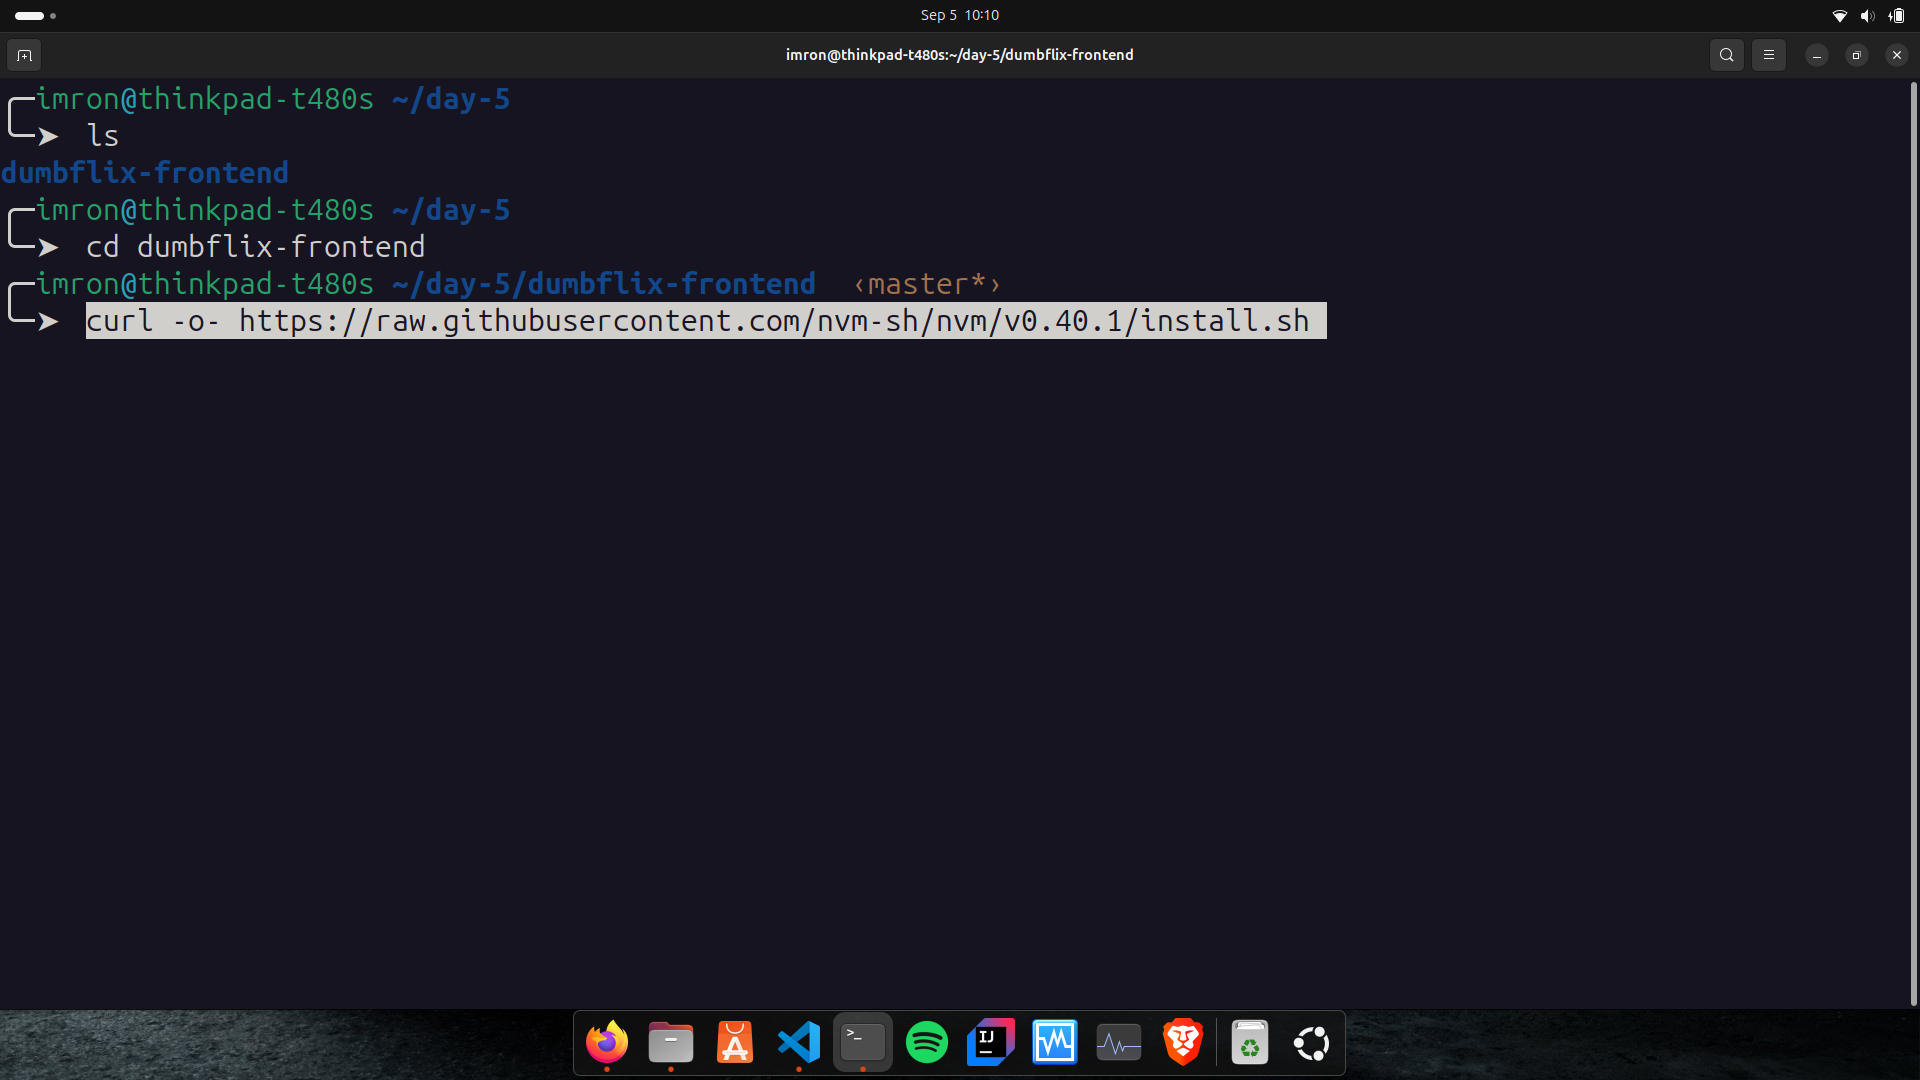 Sep 5 10:10
imron@thinkpad-t480s:~/day-5/dumbflix-frontend
imron@thinkpad-t480s ~/day-5
➤ ls
dumbflix-frontend
imron@thinkpad-t480s ~/day-5
➤ cd dumbflix-frontend
imron@thinkpad-t480s ~/day-5/dumbflix-frontend ‹master*›
➤ curl -o- https://raw.githubusercontent.com/nvm-sh/nvm/v0.40.1/install.sh
>_
IJ